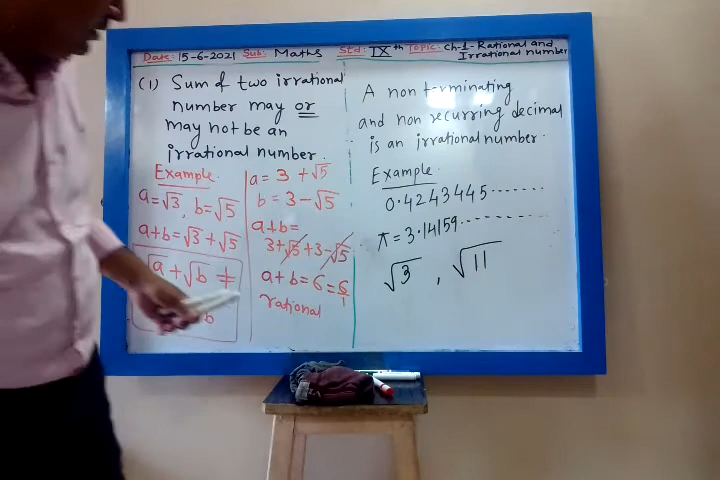 Date: 15-6-2021 Sub: Maths Std: IXth Topic: Ch-1- Rational and
Irrational number
(1) Sum of two irrational
number may or
may not be an
irrational number.
Example
a = √3, b = √5
a+b = √3 + √5
√a + √b ≠
b
a = 3 + √5
b = 3 - √5
a+b =
3+√5+3-√5
a + b = 6 = 6/1
rational
A non terminating
and non recurring decimal
is an irrational number.
Example
0.4243445.......
π = 3.14159..........
√3 , √11